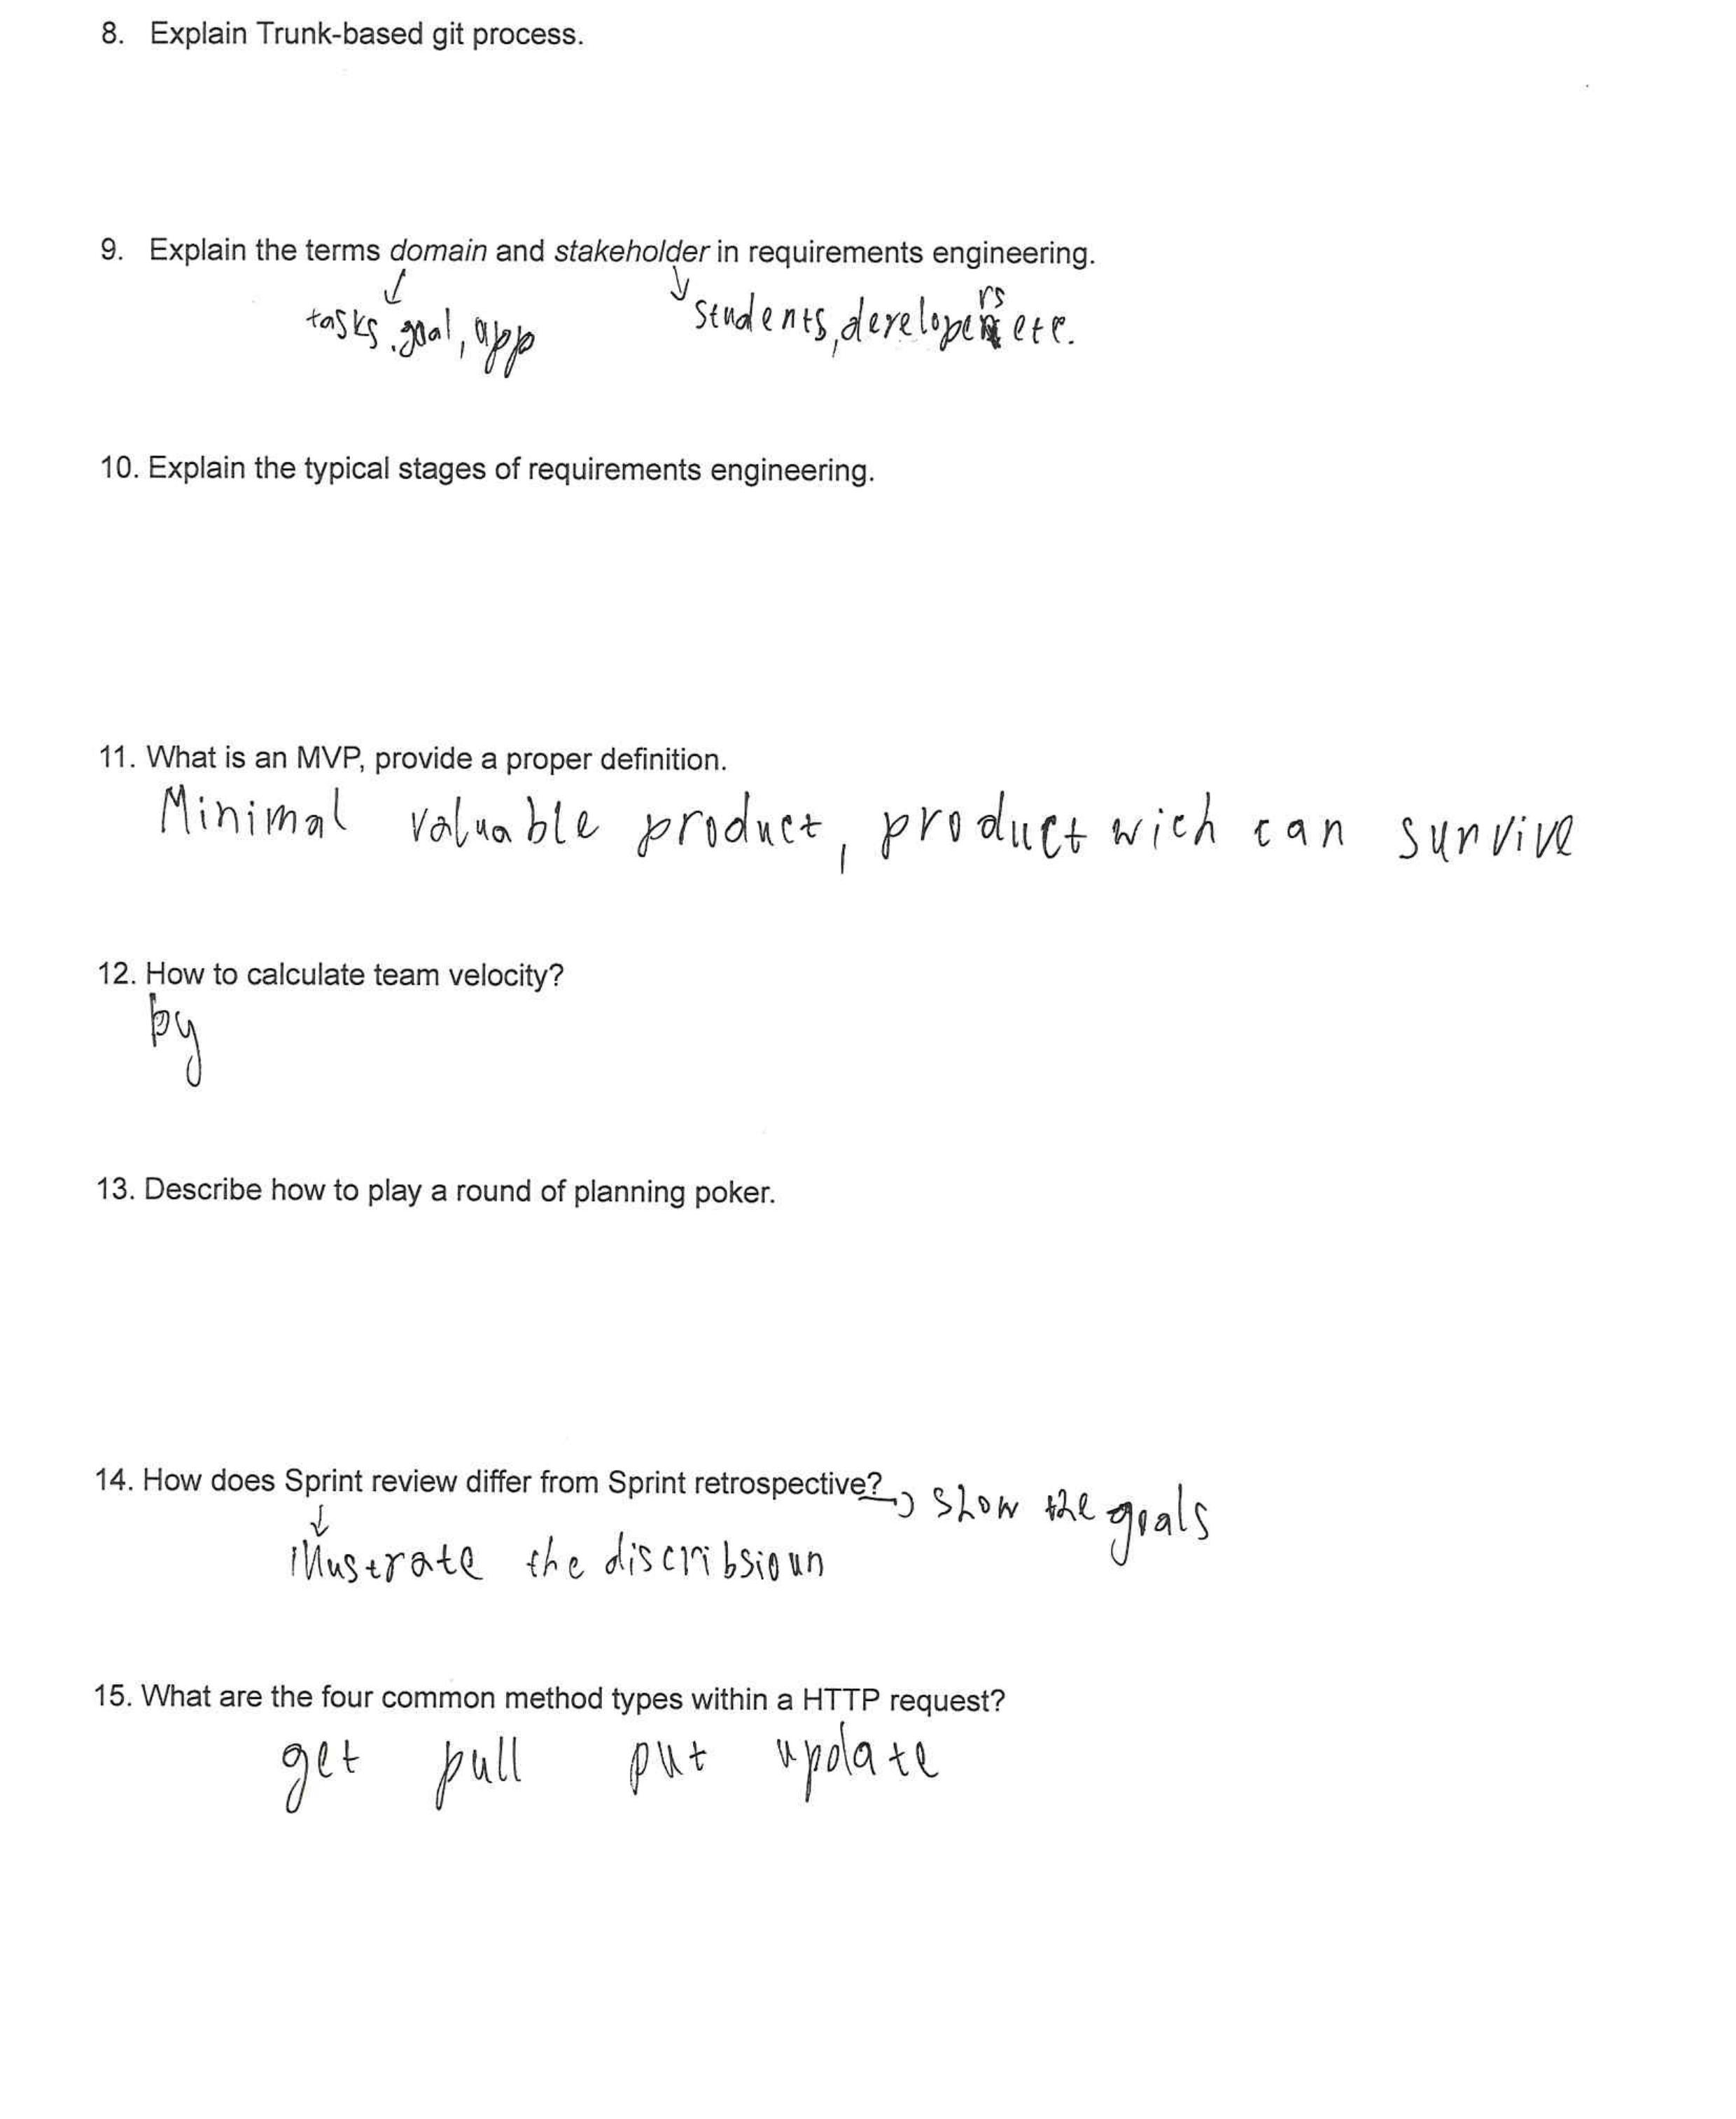 8. Explain Trunk-based git process.
9. Explain the terms domain and stakeholder in requirements engineering.
rs
tasks, goal, app students, developers etc.
10. Explain the typical stages of requirements engineering.
11. What is an MVP, provide a proper definition.
Minimal valuable product, product wich can survive
12. How to calculate team velocity?
by
13. Describe how to play a round of planning poker.
14. How does Sprint review differ from Sprint retrospective? show the goals
illustrate the discribsioun
15. What are the four common method types within a HTTP request?
get pull put update